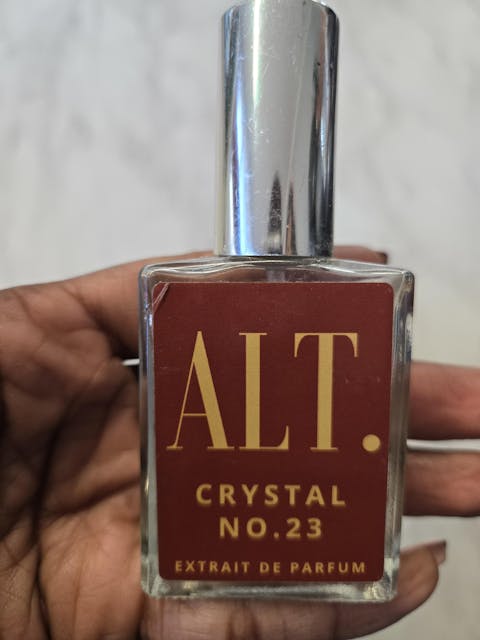 ALT.
CRYSTAL
NO.23
EXTRAIT DE PARFUM